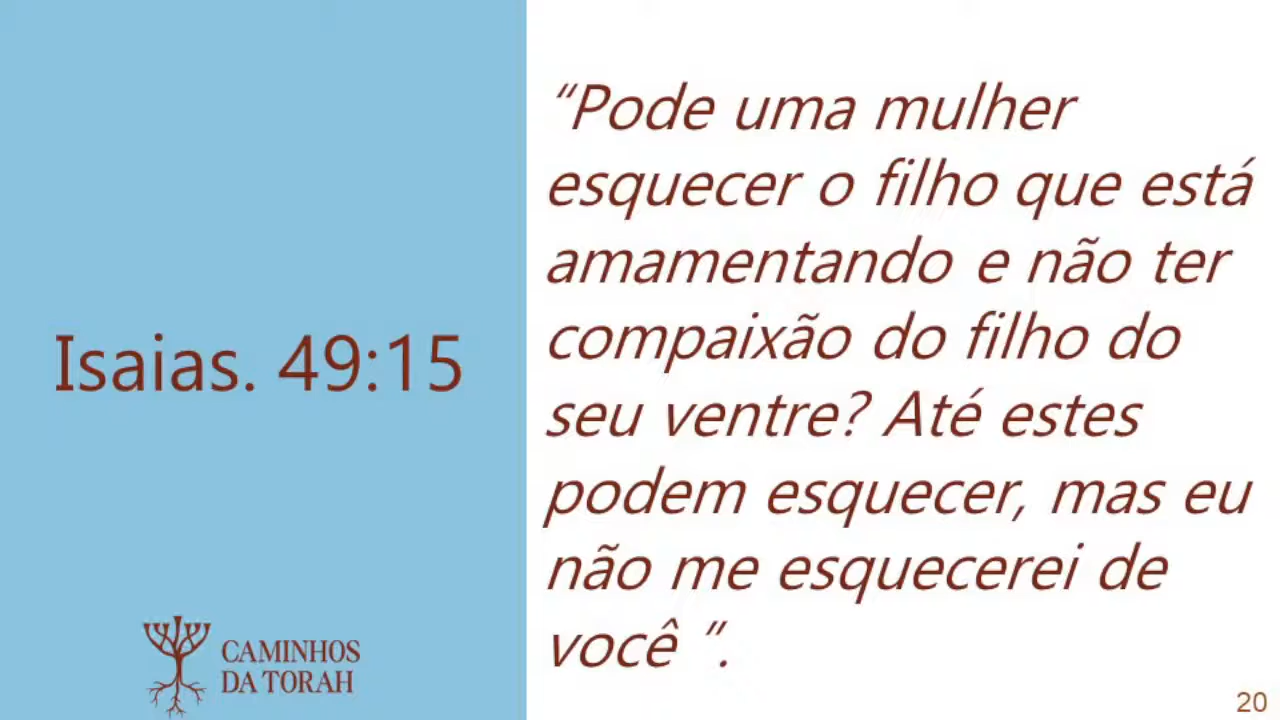 Isaias. 49:15
CAMINHOS
DA TORAH
“Pode uma mulher
esquecer o filho que está
amamentando e não ter
compaixão do filho do
seu ventre? Até estes
podem esquecer, mas eu
não me esquecerei de
você ”.
20